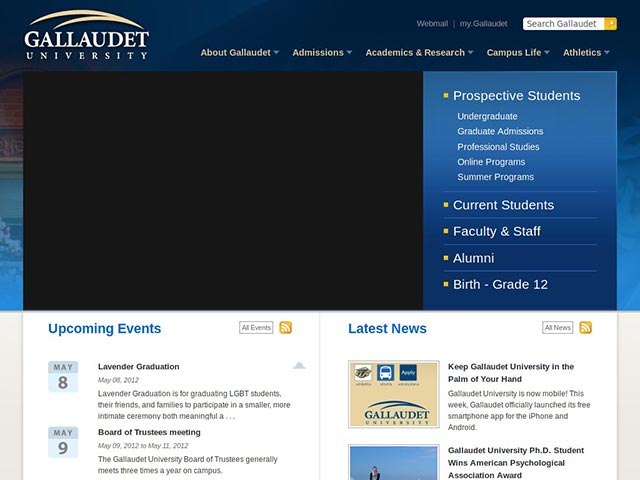 GALLAUDET
UNIVERSITY
Webmail | my.Gallaudet
Search Gallaudet
About Gallaudet
Admissions
Academics & Research
Campus Life
Athletics
Prospective Students
Undergraduate
Graduate Admissions
Professional Studies
Online Programs
Summer Programs
Current Students
Faculty & Staff
Alumni
Birth - Grade 12
Upcoming Events
All Events
MAY
8
Lavender Graduation
May 08, 2012
Lavender Graduation is for graduating LGBT students,
their friends, and families to participate in a smaller, more
intimate ceremony both meaningful a . . .
MAY
9
Board of Trustees meeting
May 09, 2012 to May 11, 2012
The Gallaudet University Board of Trustees generally
meets three times a year on campus.
Latest News
All News
Apply
GALLAUDET
UNIVERSITY
Keep Gallaudet University in the
Palm of Your Hand
Gallaudet University is now mobile! This
week, Gallaudet officially launched its free
smartphone app for the iPhone and
Android.
Gallaudet University Ph.D. Student
Wins American Psychological
Association Award